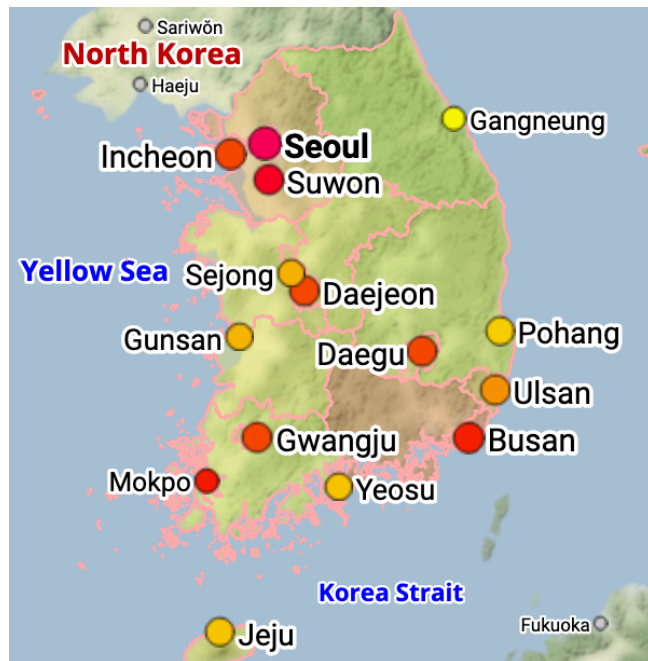 Sariwŏn
North Korea
Haeju
Gangneung
Seoul
Incheon
Suwon
Yellow Sea
Sejong
Daejeon
Gunsan
Pohang
Daegu
Ulsan
Gwangju
Busan
Mokpo
Yeosu
Korea Strait
Fukuoka
Jeju